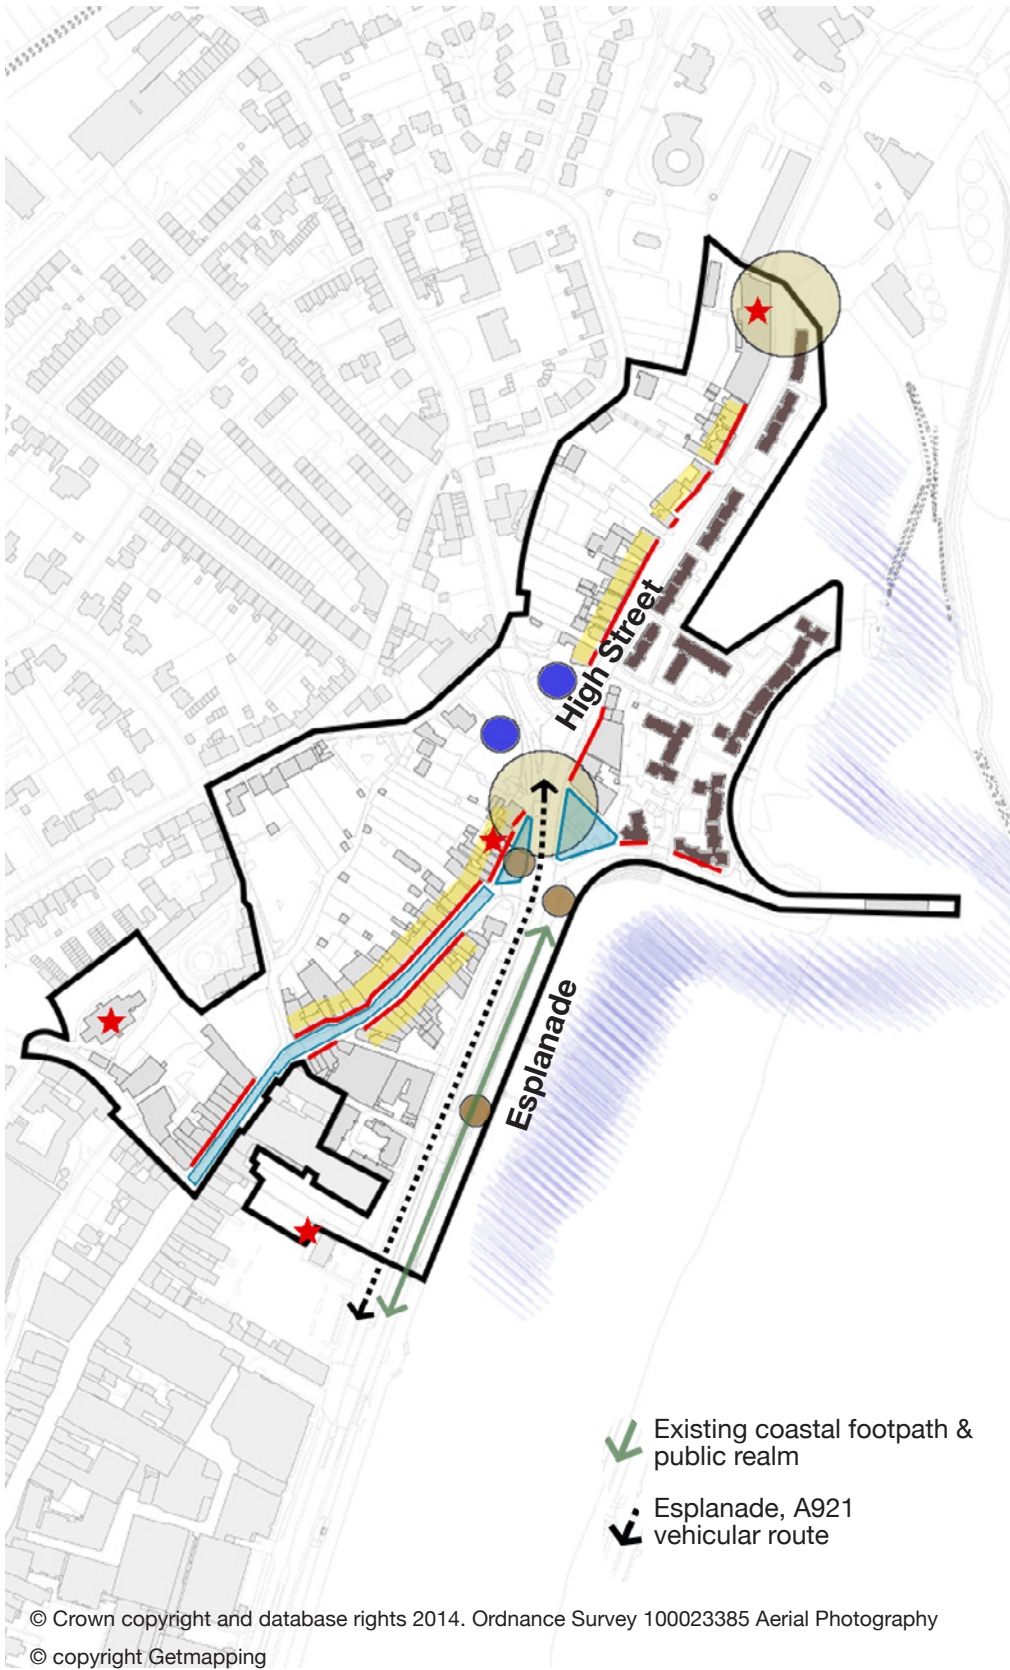 High Street
Esplanade
Existing coastal footpath &
public realm
Esplanade, A921
vehicular route
© Crown copyright and database rights 2014. Ordnance Survey 100023385 Aerial Photography
© copyright Getmapping